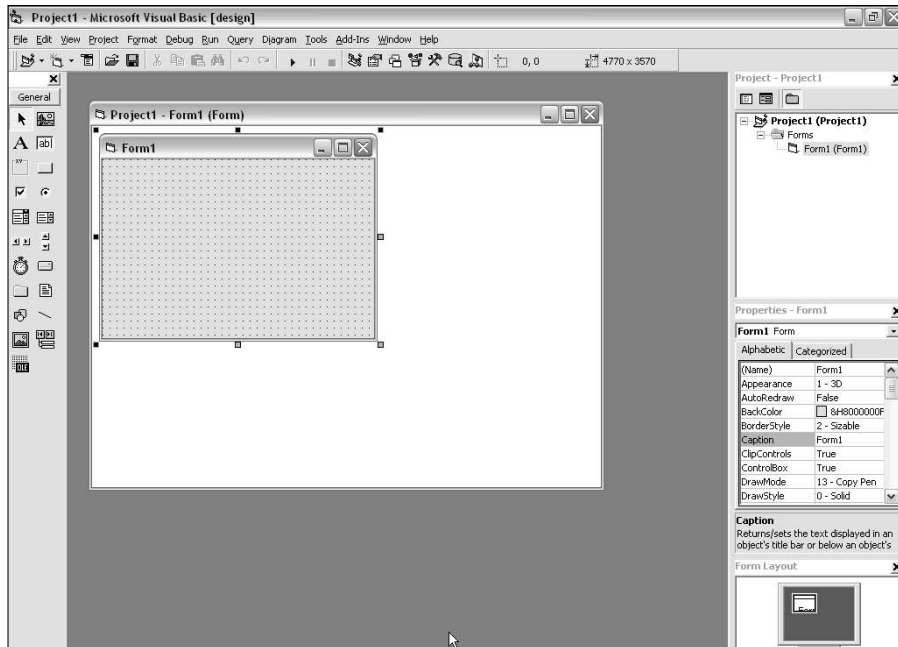 Project1 - Microsoft Visual Basic [design]
File Edit View Project Format Debug Run Query Diagram Tools Add-Ins Window Help
0, 0 4770 x 3570
General
A ab|
xy
OLE
Project1 - Form1 (Form)
Form1
Project - Project1
Project1 (Project1)
Forms
Form1 (Form1)
Properties - Form1
Form1 Form
Alphabetic Categorized
(Name) Form1
Appearance 1 - 3D
AutoRedraw False
BackColor &H8000000F
BorderStyle 2 - Sizable
Caption Form1
ClipControls True
ControlBox True
DrawMode 13 - Copy Pen
DrawStyle 0 - Solid
Caption
Returns/sets the text displayed in an
object's title bar or below an object's
Form Layout
Form